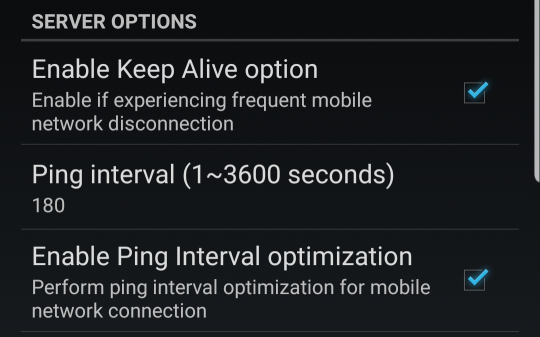 SERVER OPTIONS
Enable Keep Alive option
Enable if experiencing frequent mobile
network disconnection
Ping interval (1~3600 seconds)
180
Enable Ping Interval optimization
Perform ping interval optimization for mobile
network connection